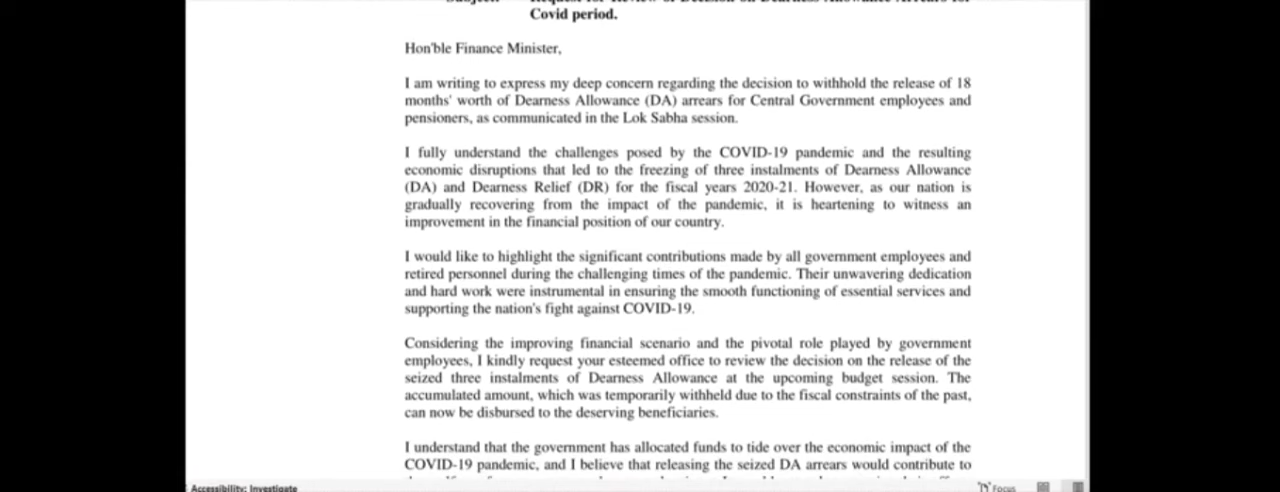 Covid period.
Hon'ble Finance Minister,
I am writing to express my deep concern regarding the decision to withhold the release of 18
months' worth of Dearness Allowance (DA) arrears for Central Government employees and
pensioners, as communicated in the Lok Sabha session.
I fully understand the challenges posed by the COVID-19 pandemic and the resulting
economic disruptions that led to the freezing of three instalments of Dearness Allowance
(DA) and Dearness Relief (DR) for the fiscal years 2020-21. However, as our nation is
gradually recovering from the impact of the pandemic, it is heartening to witness an
improvement in the financial position of our country.
I would like to highlight the significant contributions made by all government employees and
retired personnel during the challenging times of the pandemic. Their unwavering dedication
and hard work were instrumental in ensuring the smooth functioning of essential services and
supporting the nation's fight against COVID-19.
Considering the improving financial scenario and the pivotal role played by government
employees, I kindly request your esteemed office to review the decision on the release of the
seized three instalments of Dearness Allowance at the upcoming budget session. The
accumulated amount, which was temporarily withheld due to the fiscal constraints of the past,
can now be disbursed to the deserving beneficiaries.
I understand that the government has allocated funds to tide over the economic impact of the
COVID-19 pandemic, and I believe that releasing the seized DA arrears would contribute to
Accessibility: Investigate
Focus